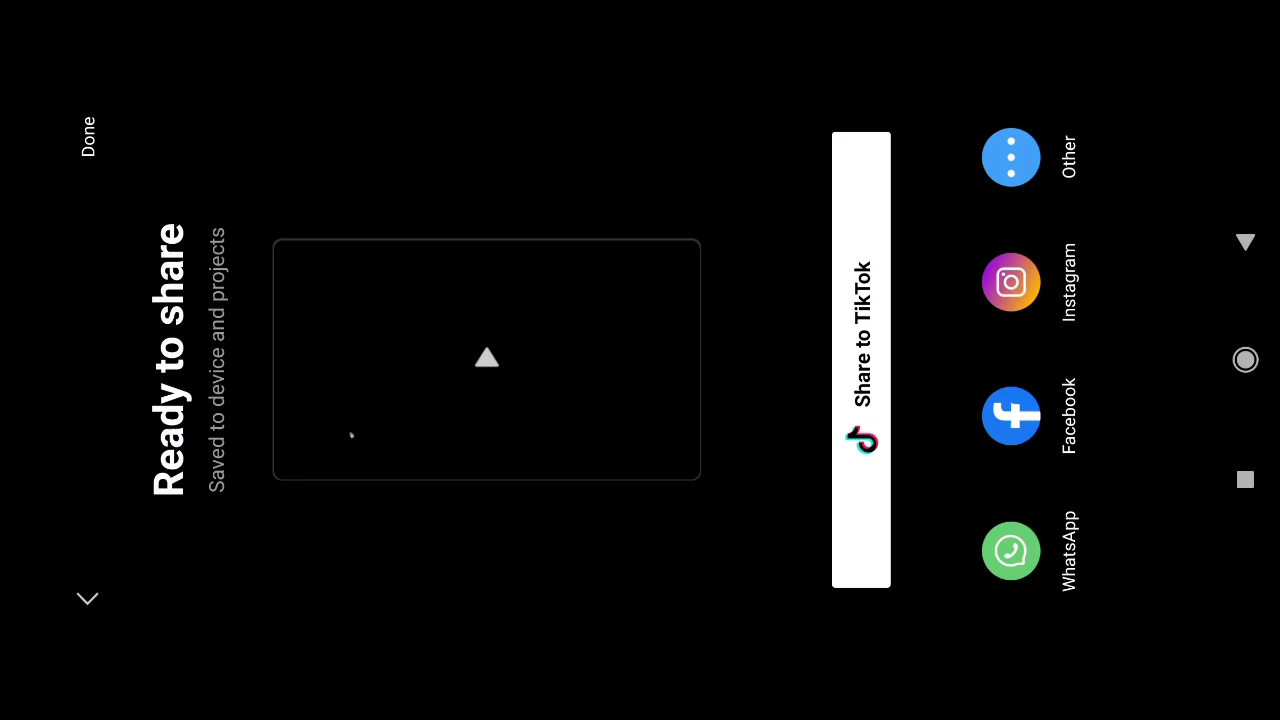 Done
Ready to share
Saved to device and projects
Share to TikTok
WhatsApp
Facebook
Instagram
Other